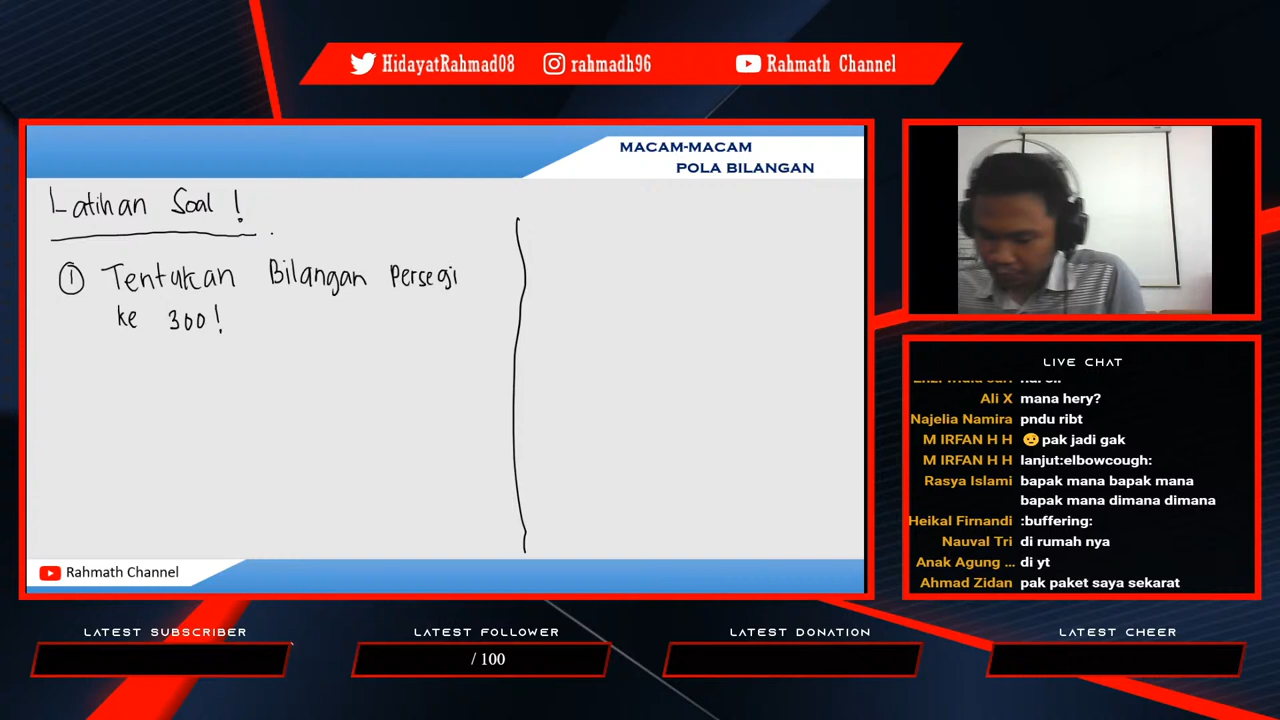 HidayatRahmad08
rahmadh96
Rahmath Channel
MACAM-MACAM
POLA BILANGAN
Latihan Soal !
① Tentukan Bilangan Persegi
ke 300!
Rahmath Channel
LIVE CHAT
Ali X mana hery?
Najelia Namira pndu ribt
M IRFAN H H 😥pak jadi gak
M IRFAN H H lanjut:elbowcough:
Rasya Islami bapak mana bapak mana
bapak mana dimana dimana
Heikal Firnandi :buffering:
Nauval Tri di rumah nya
Anak Agung ... di yt
Ahmad Zidan pak paket saya sekarat
LATEST SUBSCRIBER
LATEST FOLLOWER
/ 100
LATEST DONATION
LATEST CHEER